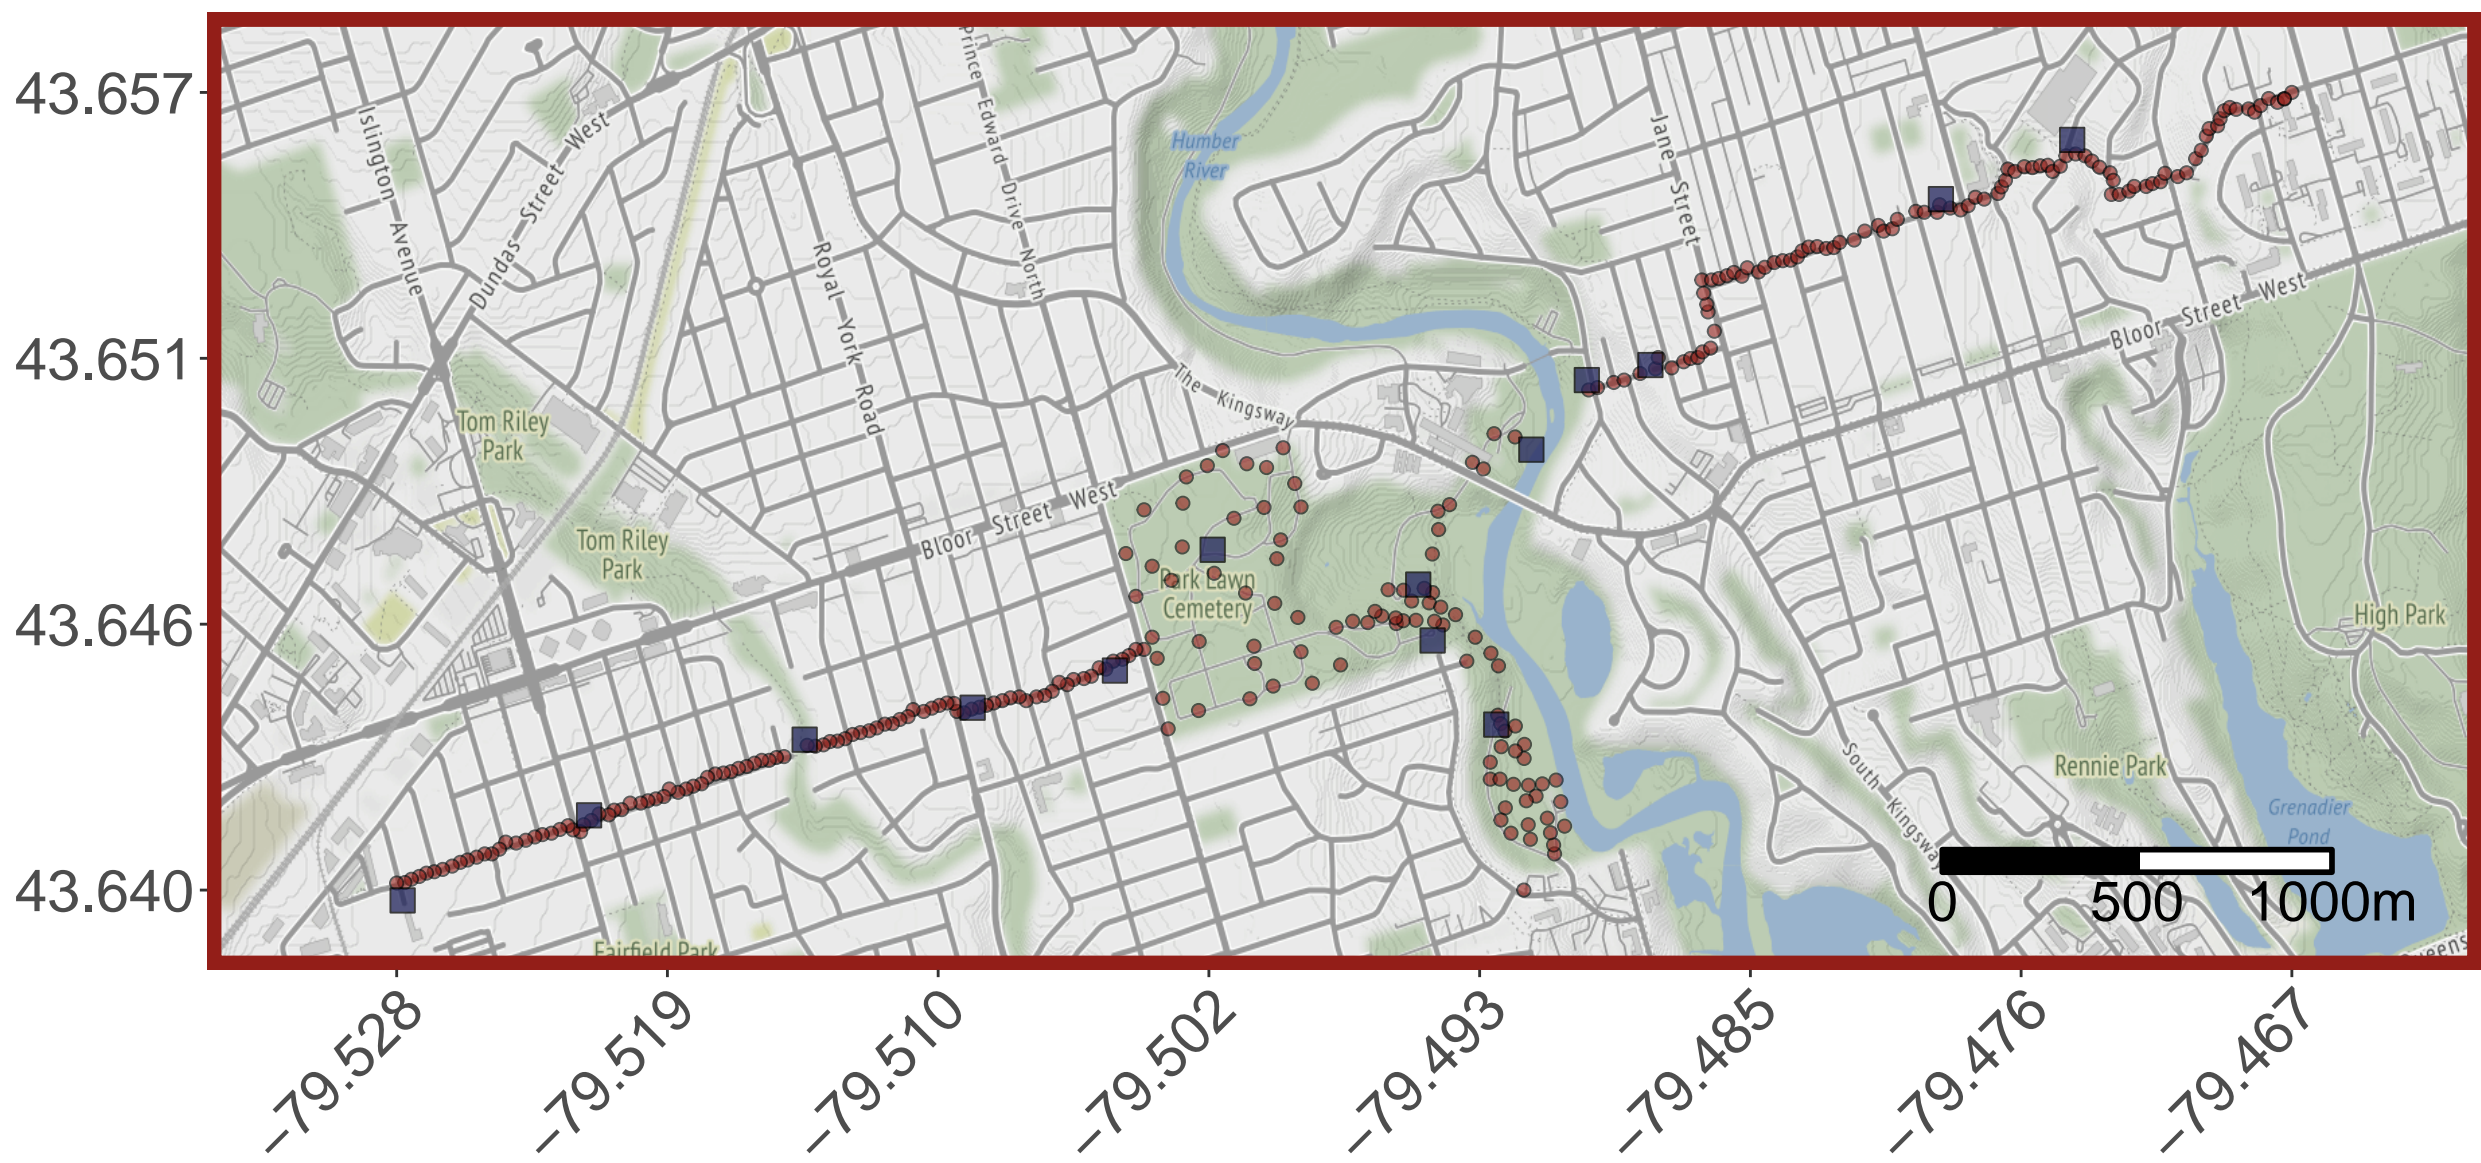 43.657
43.651
43.646
43.640
Islington Avenue
Dundas Street West
Prince Edward Drive North
Royal York Road
Humber
River
Jane Street
The Kingsway
Bloor Street West
Bloor Street West
Tom Riley
Park
Tom Riley
Park
Park Lawn
Cemetery
High Park
Rennie Park
South Kingsway
Grenadier
Pond
Fairfield Park
0 500 1000m
−79.528
−79.519
−79.510
−79.502
−79.493
−79.485
−79.476
−79.467